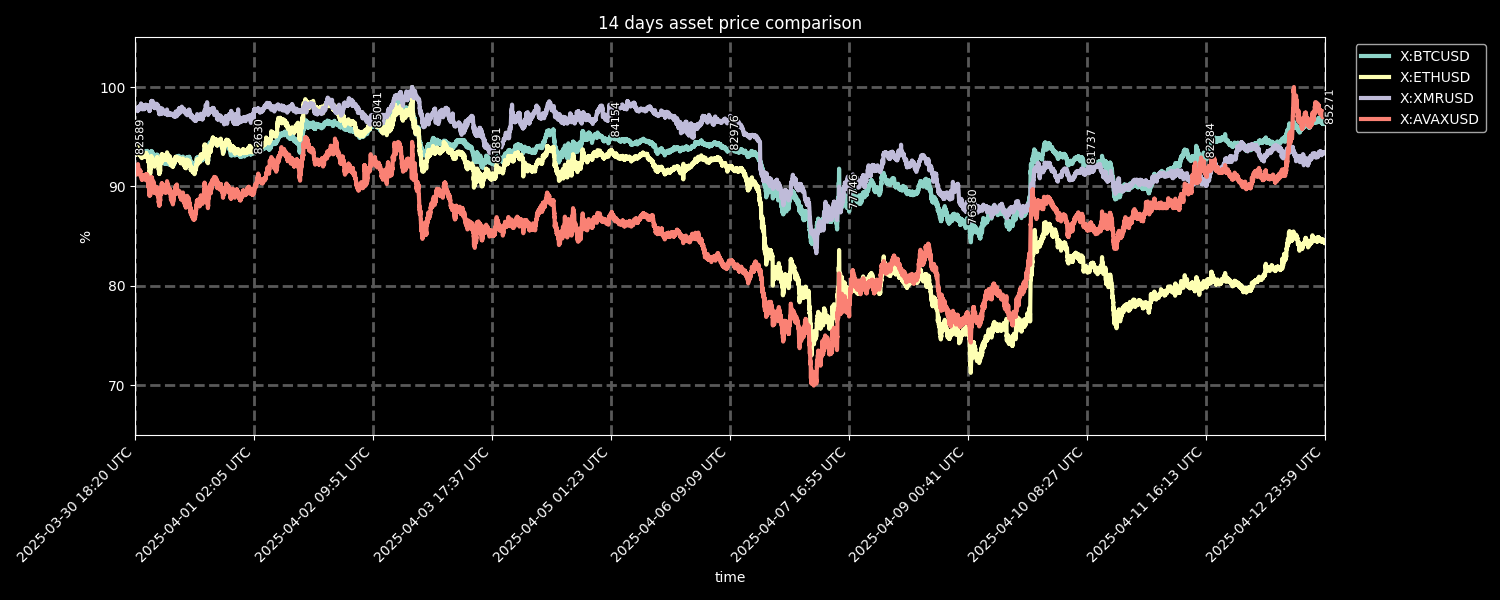 14 days asset price comparison
X:BTCUSD
X:ETHUSD
X:XMRUSD
X:AVAXUSD
100
90
80
70
%
82589
82630
85041
81891
84154
82976
77746
76380
81737
82284
85271
2025-03-30 18:20 UTC
2025-04-01 02:05 UTC
2025-04-02 09:51 UTC
2025-04-03 17:37 UTC
2025-04-05 01:23 UTC
2025-04-06 09:09 UTC
2025-04-07 16:55 UTC
2025-04-09 00:41 UTC
2025-04-10 08:27 UTC
2025-04-11 16:13 UTC
2025-04-12 23:59 UTC
time